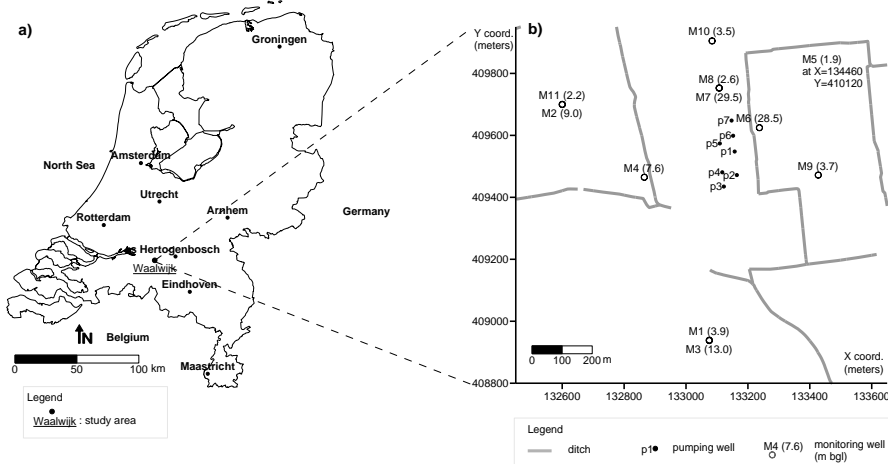 a)
Groningen
North Sea
Amsterdam
Utrecht
Arnhem
Rotterdam
Germany
s Hertogenbosch
Waalwijk
Eindhoven
N
Belgium
Maastricht
0 50 100 km
Legend
Waalwijk : study area
Y coord.
(meters)
b)
M10 (3.5)
M5 (1.9)
at X=134460
Y=410120
409800
M8 (2.6)
M7 (29.5)
M11 (2.2)
M2 (9.0)
p7
M6 (28.5)
409600
p6
p5
p1
M4 (7.6)
p4
p2
M9 (3.7)
p3
409400
409200
409000
M1 (3.9)
M3 (13.0)
0 100 200 m
X coord.
(meters)
408800
132600 132800 133000 133200 133400 133600
Legend
ditch
p1 pumping well
M4 (7.6) monitoring well
(m bgl)